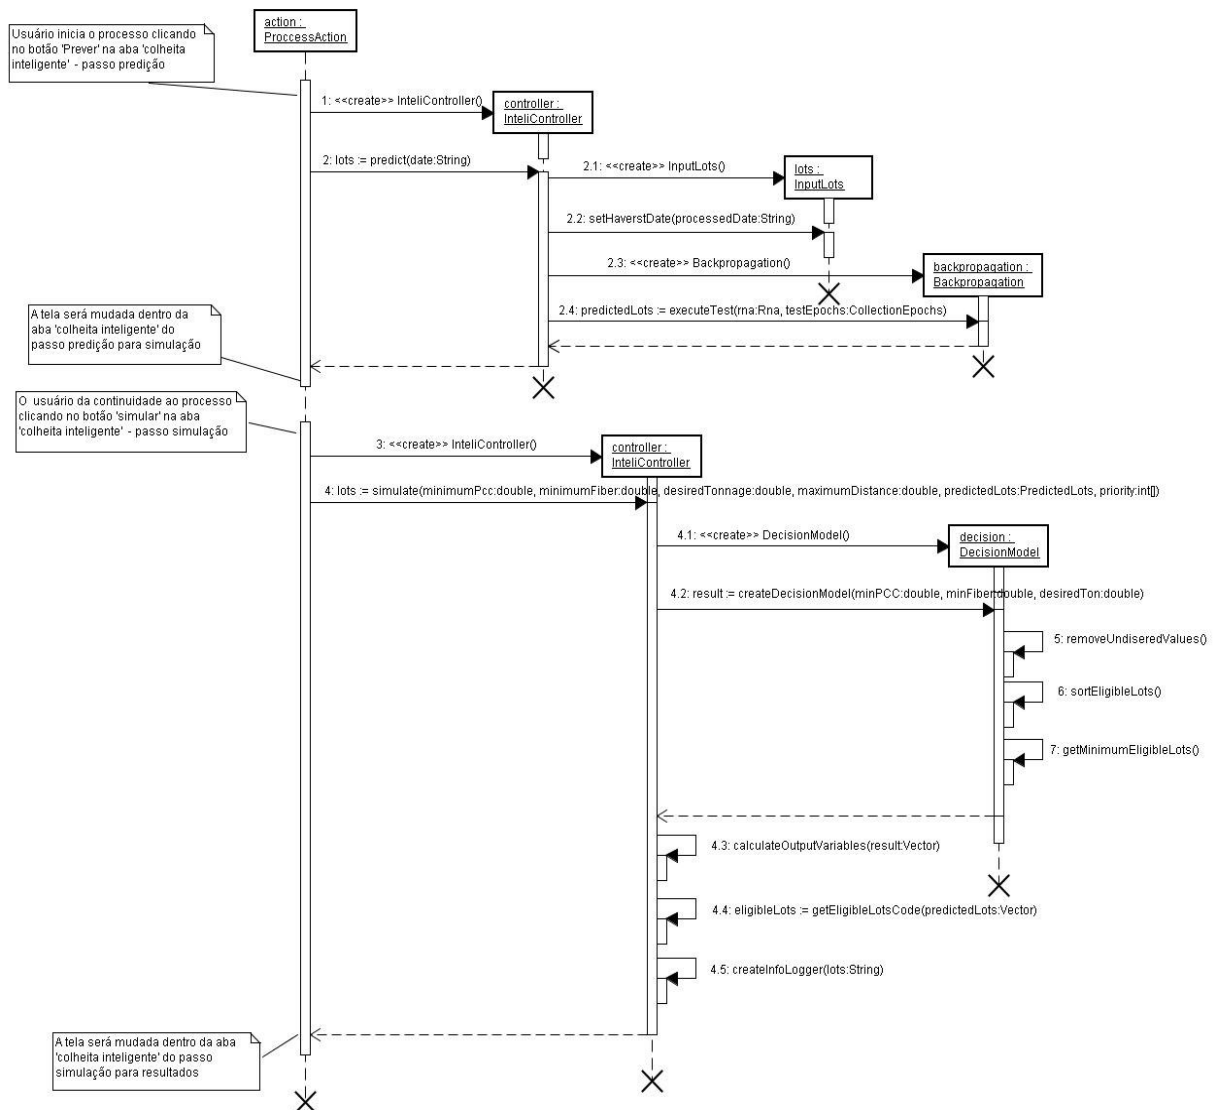 action :
ProccessAction
Usuário inicia o processo clicando
no botão 'Prever' na aba 'colheita
inteligente' - passo predição
1: <<create>> InteliController()
controller :
InteliController
2: lots := predict(date:String)
2.1: <<create>> InputLots()
lots :
InputLots
2.2: setHaverstDate(processedDate:String)
2.3: <<create>> Backpropagation()
backpropagation :
Backpropagation
2.4: predictedLots := executeTest(rna:Rna, testEpochs:CollectionEpochs)
A tela será mudada dentro da
aba 'colheita inteligente' do
passo predição para simulação
O usuário da continuidade ao processo
clicando no botão 'simular' na aba
'colheita inteligente' - passo simulação
3: <<create>> InteliController()
controller :
InteliController
4: lots := simulate(minimumPcc:double, minimumFiber:double, desiredTonnage:double, maximumDistance:double, predictedLots:PredictedLots, priority:int[])
4.1: <<create>> DecisionModel()
decision :
DecisionModel
4.2: result := createDecisionModel(minPCC:double, minFiber:double, desiredTon:double)
5: removeUndiseredValues()
6: sortEligibleLots()
7: getMinimumEligibleLots()
4.3: calculateOutputVariables(result:Vector)
4.4: eligibleLots := getEligibleLotsCode(predictedLots:Vector)
4.5: createInfoLogger(lots:String)
A tela será mudada dentro da aba
'colheita inteligente' do passo
simulação para resultados